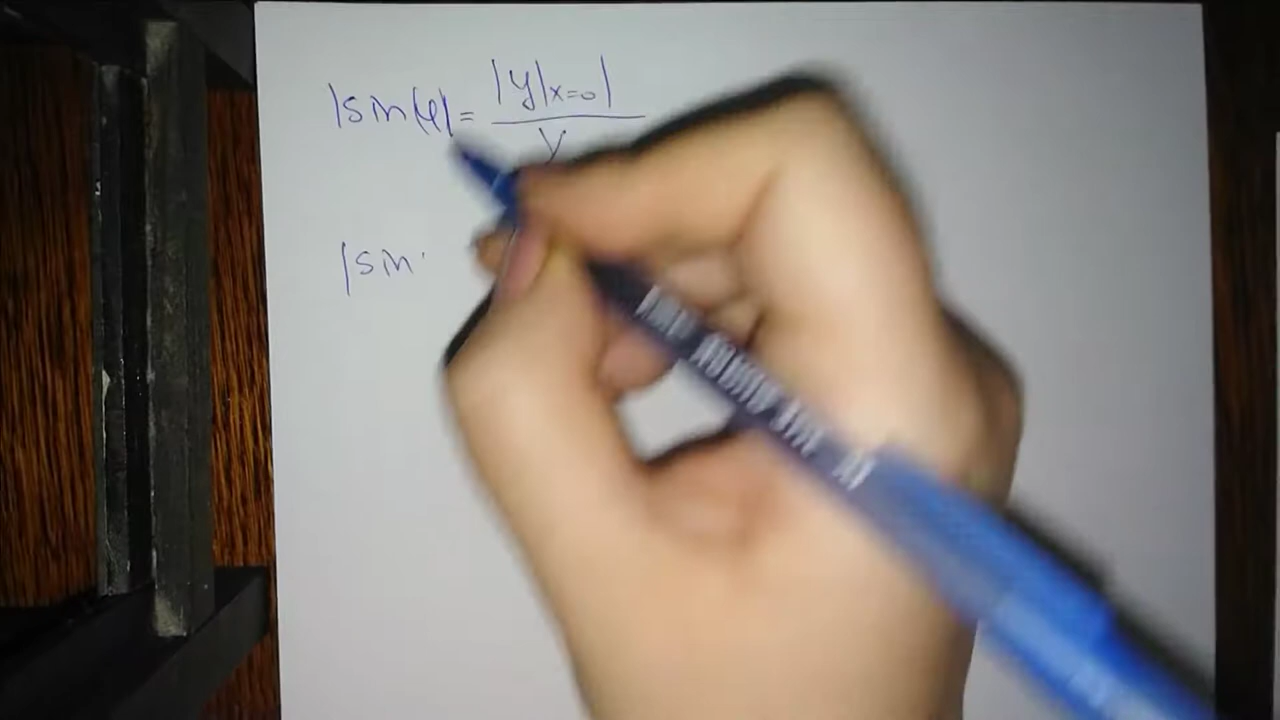 |sin(φ)| = |y|x=0| / Y
|sin